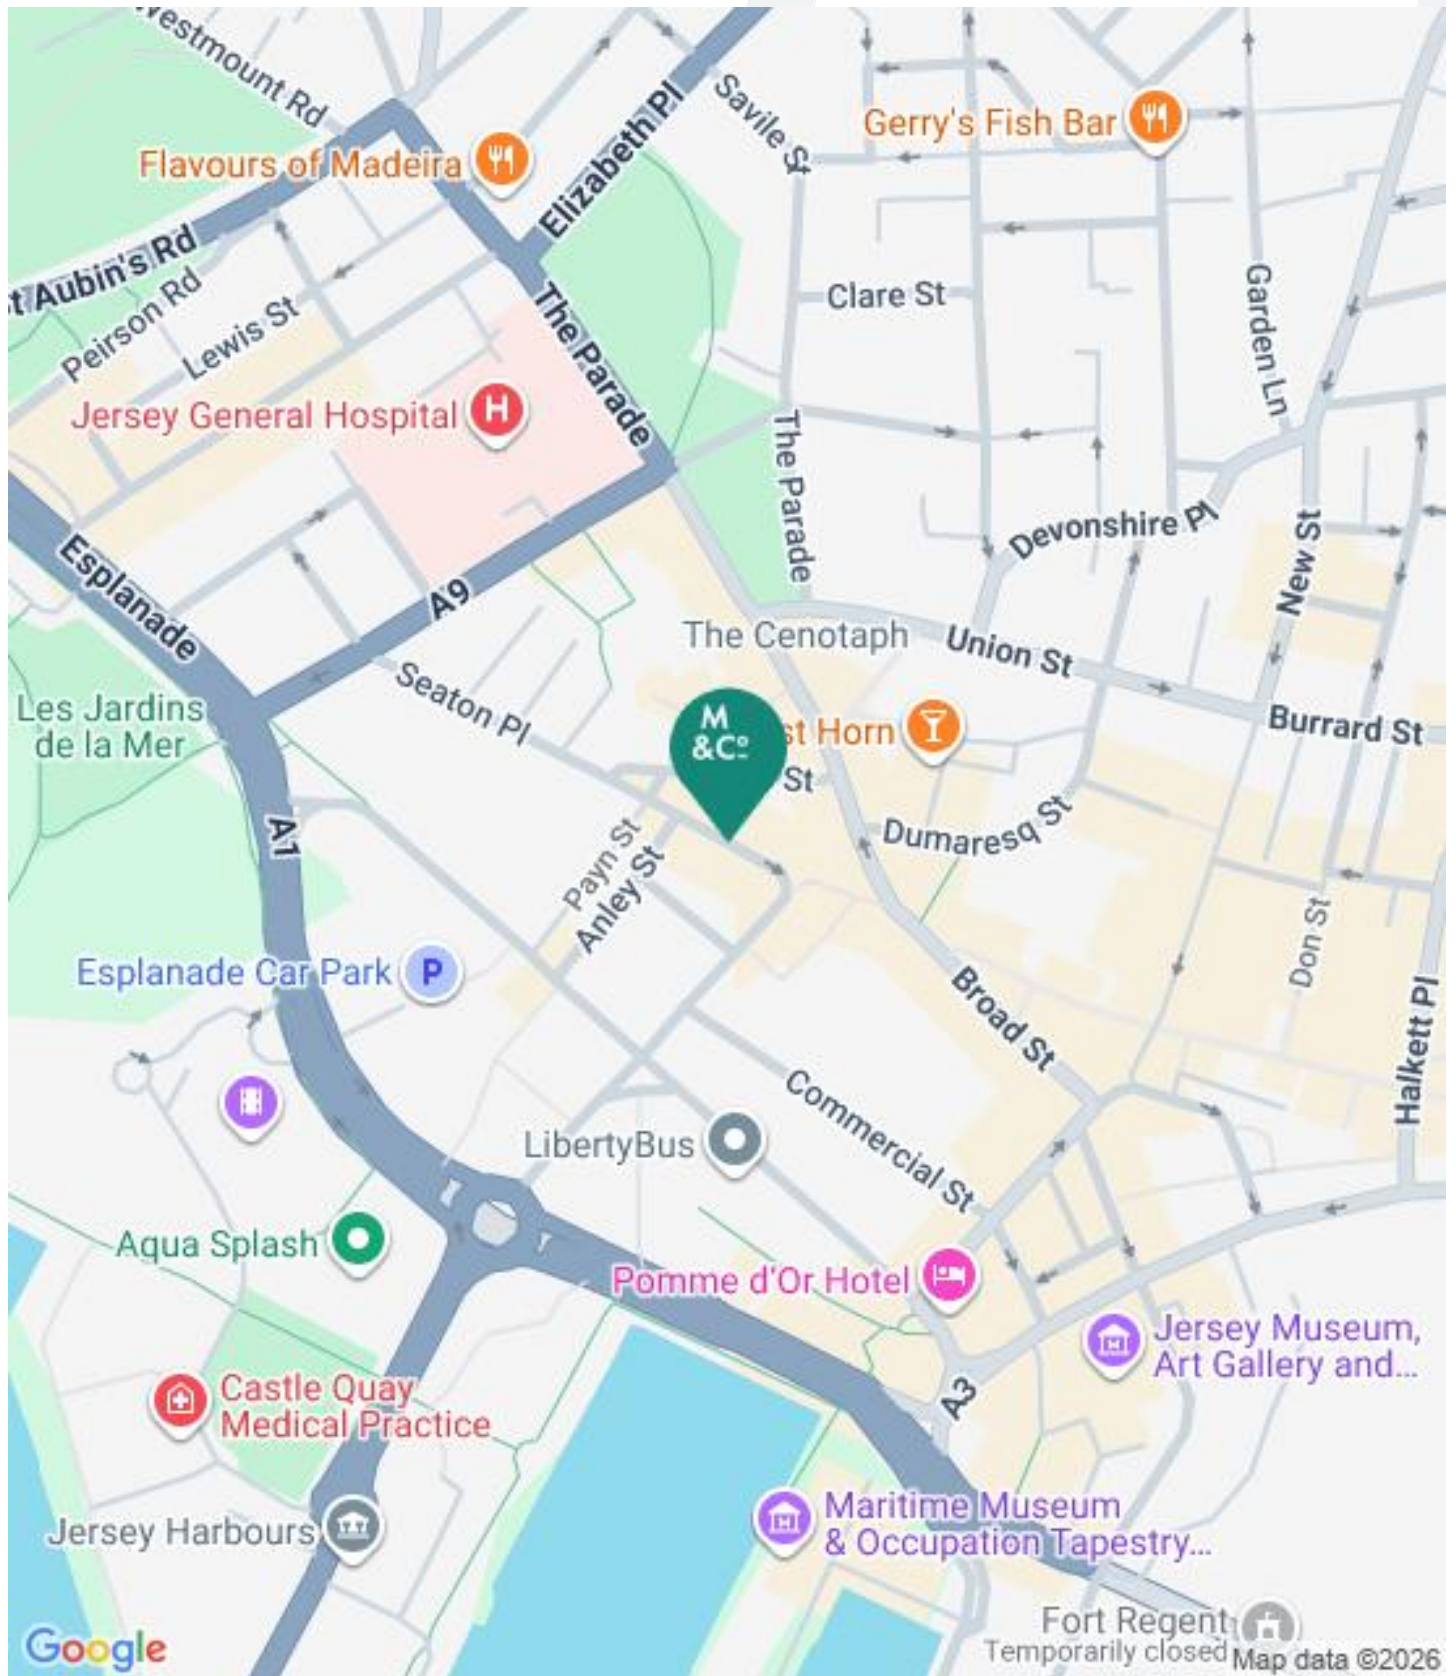 Westmount Rd
Elizabeth Pl
Savile St
Gerry's Fish Bar
Flavours of Madeira
t Aubin's Rd
Peirson Rd
Lewis St
The Parade
Clare St
Garden Ln
Jersey General Hospital
H
The Parade
Devonshire Pl
New St
Esplanade
A9
The Cenotaph
Union St
Seaton Pl
Les Jardins
de la Mer
M
&Co
st Horn
St
Burrard St
A1
Dumaresq St
Payn St
Anley St
Don St
Esplanade Car Park
P
Broad St
Halkett Pl
Commercial St
LibertyBus
Aqua Splash
Pomme d'Or Hotel
Jersey Museum,
Art Gallery and...
A3
Castle Quay
Medical Practice
Maritime Museum
& Occupation Tapestry...
Jersey Harbours
Fort Regent
Temporarily closed
Google
Map data ©2026